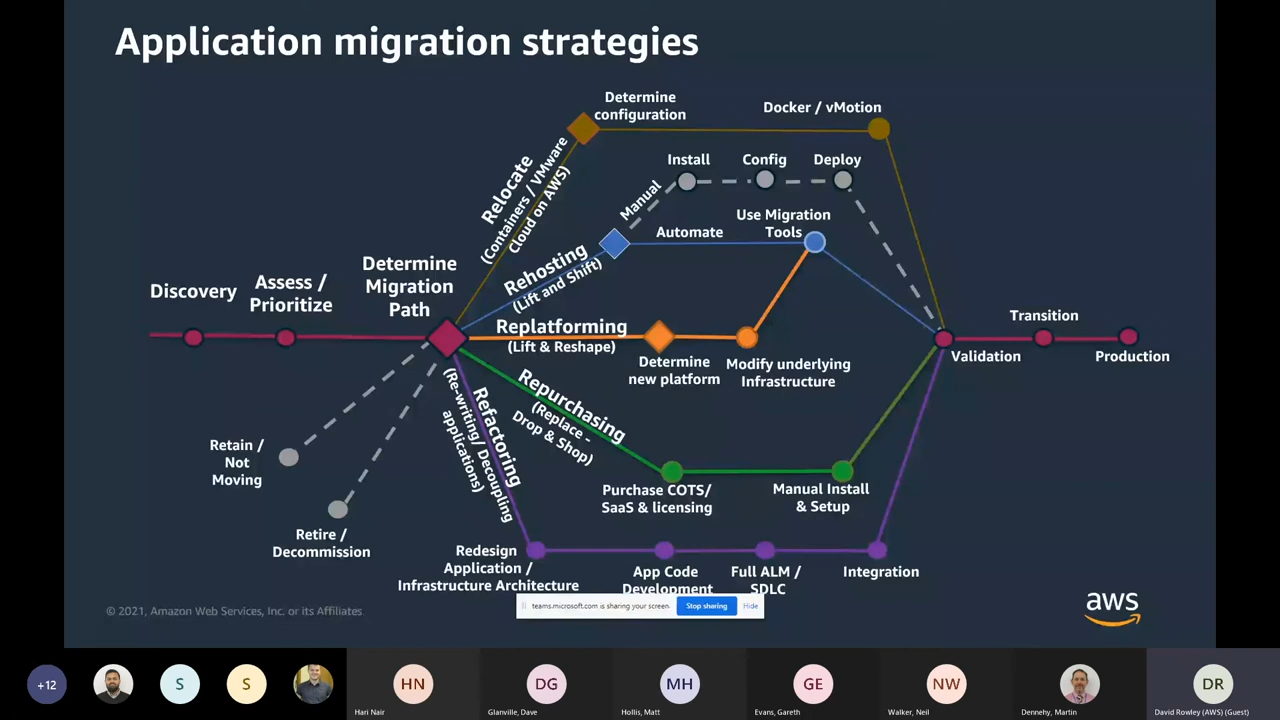 Application migration strategies
Determine
configuration
Docker / vMotion
Relocate
(Containers / VMware
Cloud on AWS)
Install
Config
Deploy
Manual
Use Migration
Tools
Automate
Rehosting
(Lift and Shift)
Discovery
Assess /
Prioritize
Determine
Migration
Path
Replatforming
(Lift & Reshape)
Determine
new platform
Modify underlying
Infrastructure
Transition
Validation
Production
Repurchasing
(Replace -
Drop & Shop)
Refactoring
(Re-writing/ Decoupling
applications)
Retain /
Not
Moving
Purchase COTS/
SaaS & licensing
Manual Install
& Setup
Retire /
Decommission
Redesign
Application /
Infrastructure Architecture
App Code
Development
Full ALM /
SDLC
Integration
© 2021, Amazon Web Services, Inc. or its Affiliates.
teams.microsoft.com is sharing your screen.
Stop sharing
Hide
aws
+12
S
S
HN
Hari Nair
DG
Glanville, Dave
MH
Hollis, Matt
GE
Evans, Gareth
NW
Walker, Neil
Dennehy, Martin
DR
David Rowley (AWS) (Guest)